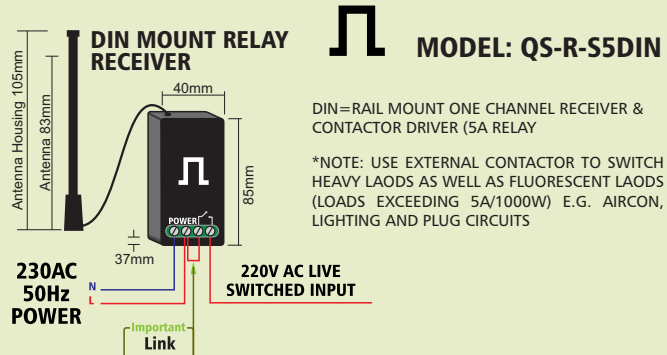 DIN MOUNT RELAY
RECEIVER
MODEL: QS-R-S5DIN
Antenna Housing 105mm
Antenna 83mm
40mm
85mm
37mm
POWER
DIN=RAIL MOUNT ONE CHANNEL RECEIVER &
CONTACTOR DRIVER (5A RELAY
*NOTE: USE EXTERNAL CONTACTOR TO SWITCH
HEAVY LAODS AS WELL AS FLUORESCENT LAODS
(LOADS EXCEEDING 5A/1000W) E.G. AIRCON,
LIGHTING AND PLUG CIRCUITS
230AC
50Hz
POWER
N
L
220V AC LIVE
SWITCHED INPUT
Important
Link